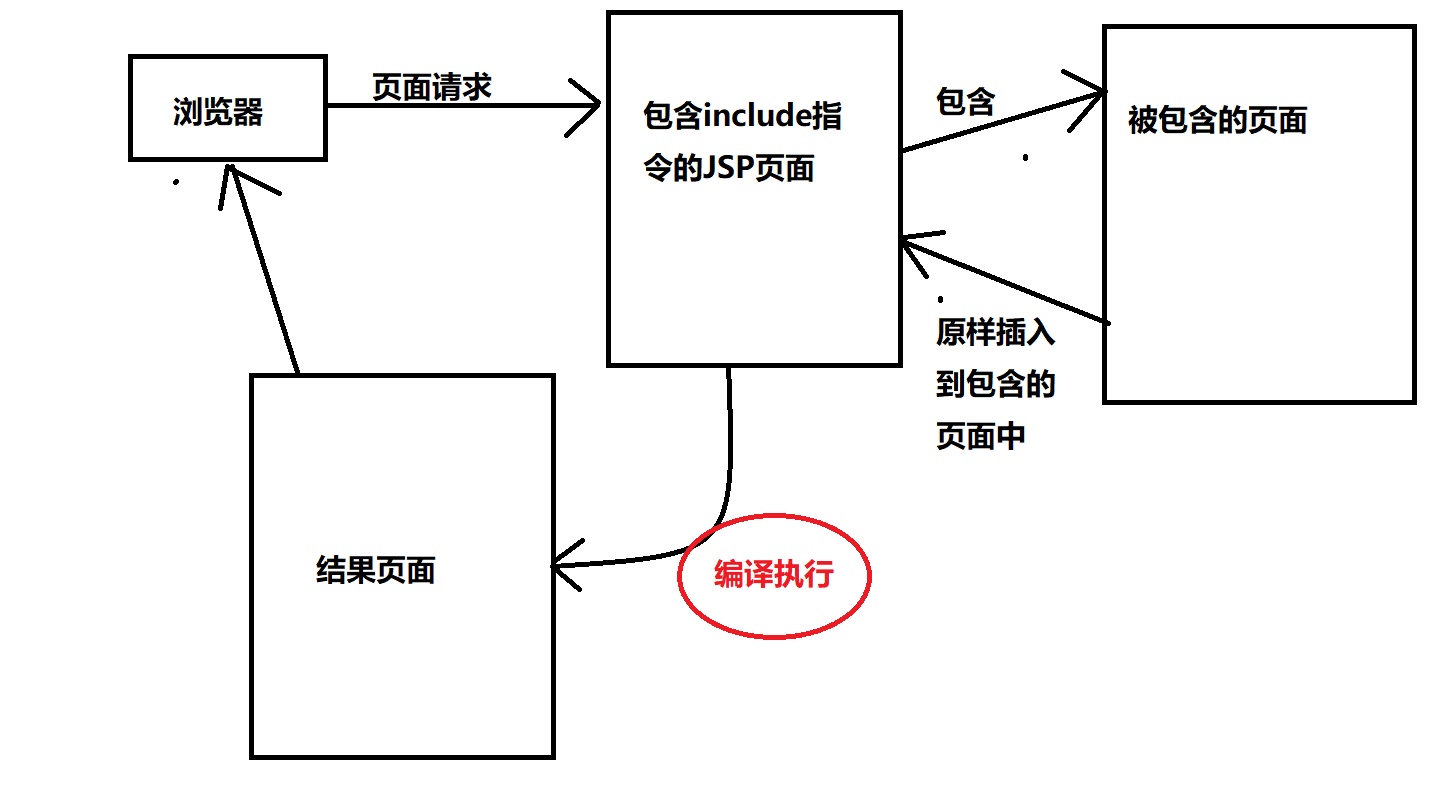 浏览器
页面请求
包含include指
令的JSP页面
包含
被包含的页面
原样插入
到包含的
页面中
结果页面
编译执行